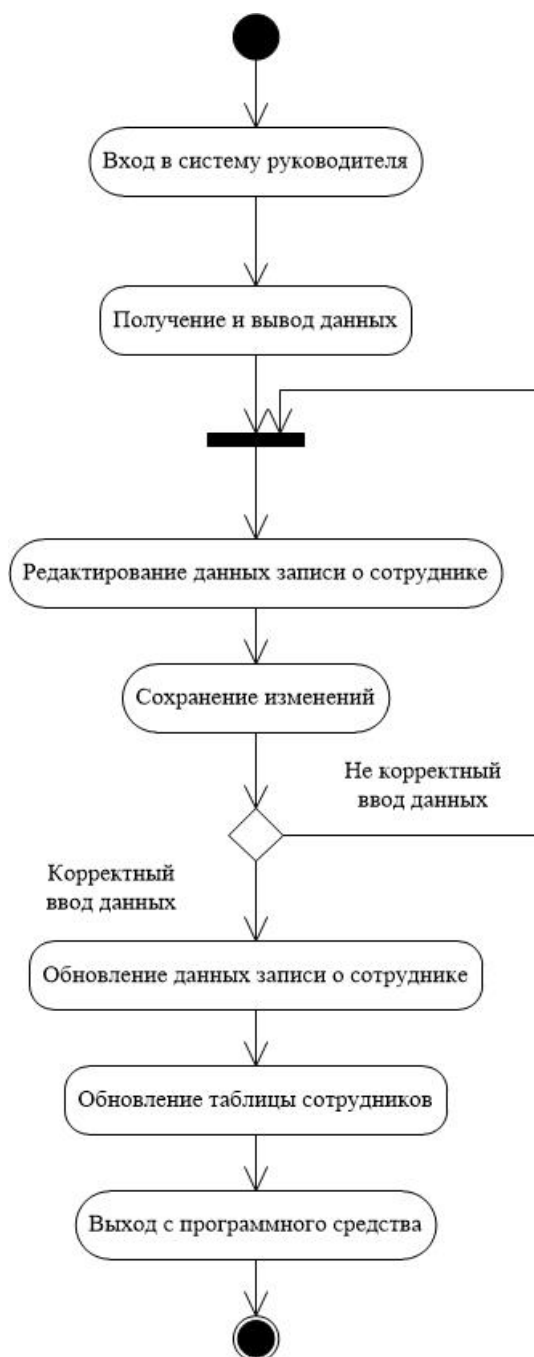 Вход в систему руководителя
Получение и вывод данных
Редактирование данных записи о сотруднике
Сохранение изменений
Не корректный
ввод данных
Корректный
ввод данных
Обновление данных записи о сотруднике
Обновление таблицы сотрудников
Выход с программного средства